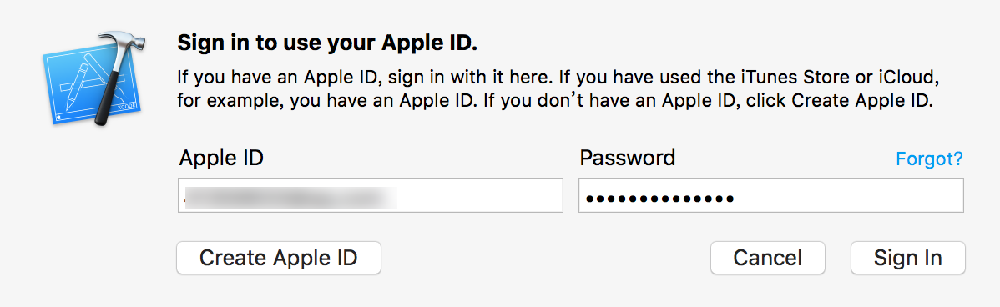 Sign in to use your Apple ID.
If you have an Apple ID, sign in with it here. If you have used the iTunes Store or iCloud,
for example, you have an Apple ID. If you don’t have an Apple ID, click Create Apple ID.
Apple ID
Password
Forgot?
••••••••••••••
Create Apple ID
Cancel
Sign In
XCODE